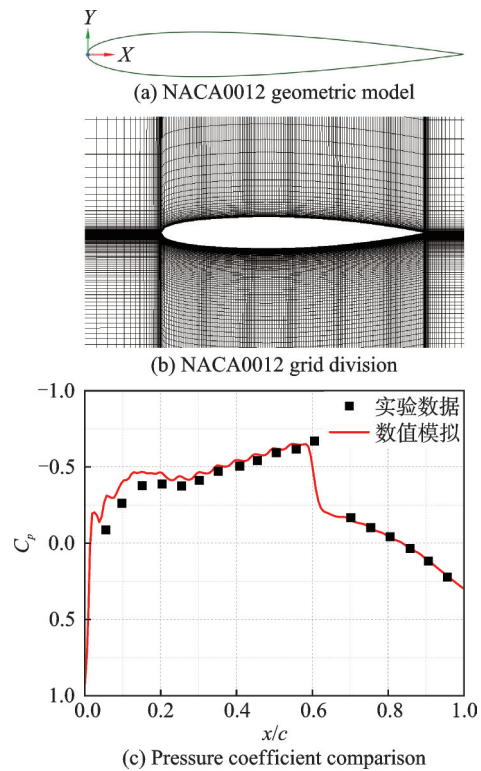 Y
X
(a) NACA0012 geometric model
(b) NACA0012 grid division
−1.0
−0.5
0.0
0.5
1.0
Cp
实验数据
数值模拟
0.0 0.2 0.4 0.6 0.8 1.0
x/c
(c) Pressure coefficient comparison